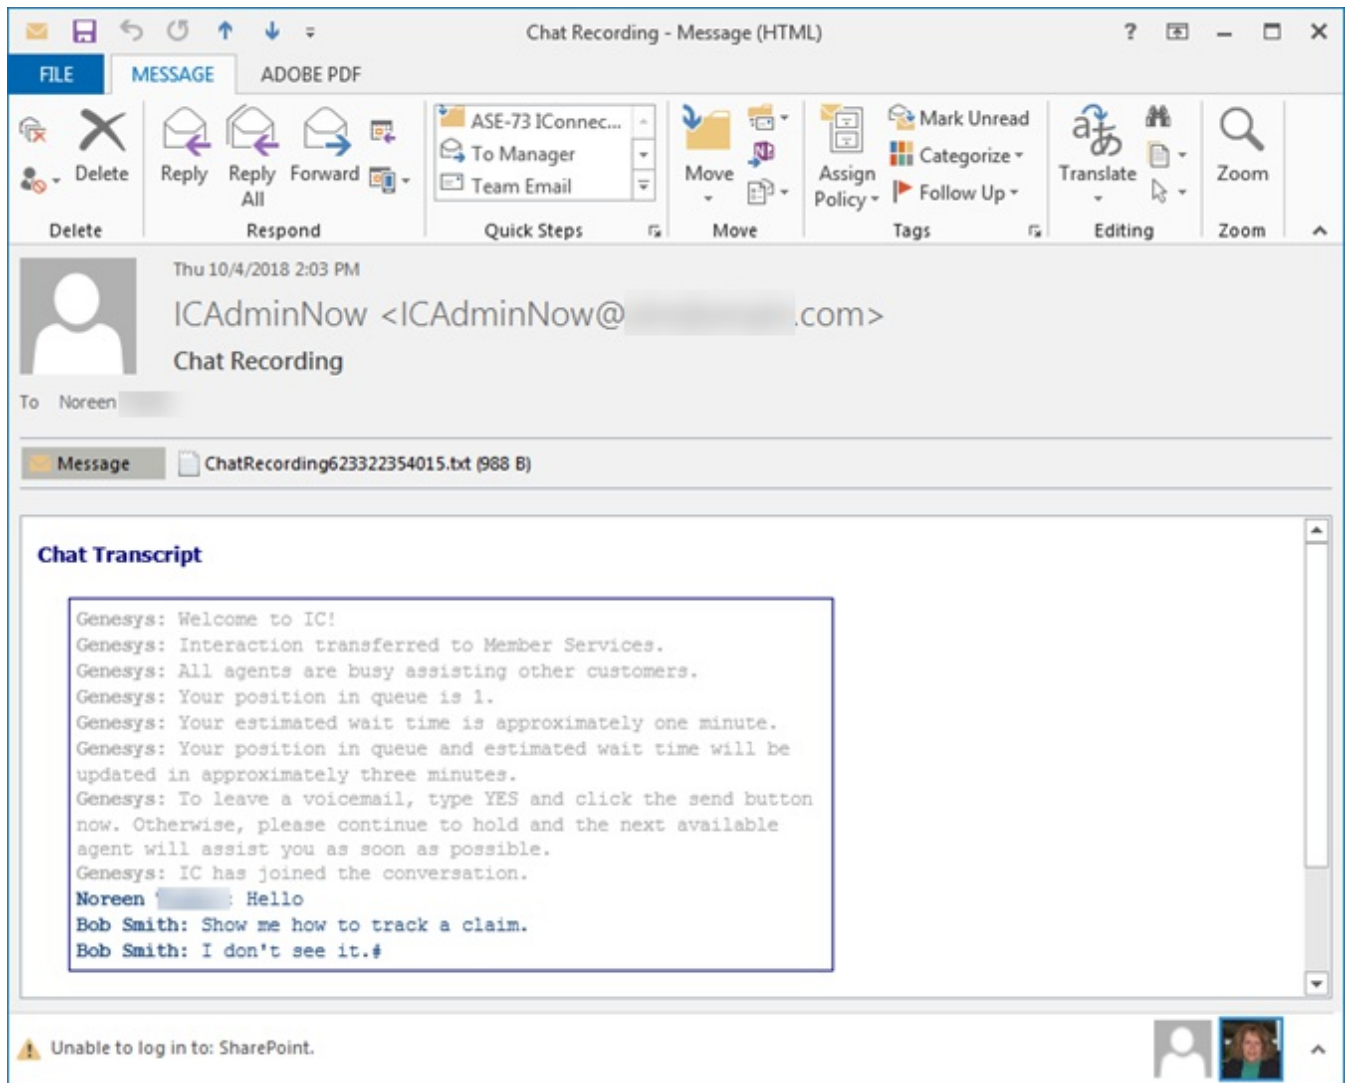 Chat Recording - Message (HTML)
?
FILE
MESSAGE
ADOBE PDF
Delete
Reply
Reply All
Forward
ASE-73 IConnec...
To Manager
Team Email
Move
Assign Policy
Mark Unread
Categorize
Follow Up
Translate
Zoom
Delete
Respond
Quick Steps
Move
Tags
Editing
Zoom
Thu 10/4/2018 2:03 PM
ICAdminNow <ICAdminNow@ .com>
Chat Recording
To Noreen
Message
ChatRecording623322354015.txt (988 B)
Chat Transcript
Genesys: Welcome to IC!
Genesys: Interaction transferred to Member Services.
Genesys: All agents are busy assisting other customers.
Genesys: Your position in queue is 1.
Genesys: Your estimated wait time is approximately one minute.
Genesys: Your position in queue and estimated wait time will be
updated in approximately three minutes.
Genesys: To leave a voicemail, type YES and click the send button
now. Otherwise, please continue to hold and the next available
agent will assist you as soon as possible.
Genesys: IC has joined the conversation.
Noreen : Hello
Bob Smith: Show me how to track a claim.
Bob Smith: I don't see it.#
Unable to log in to: SharePoint.